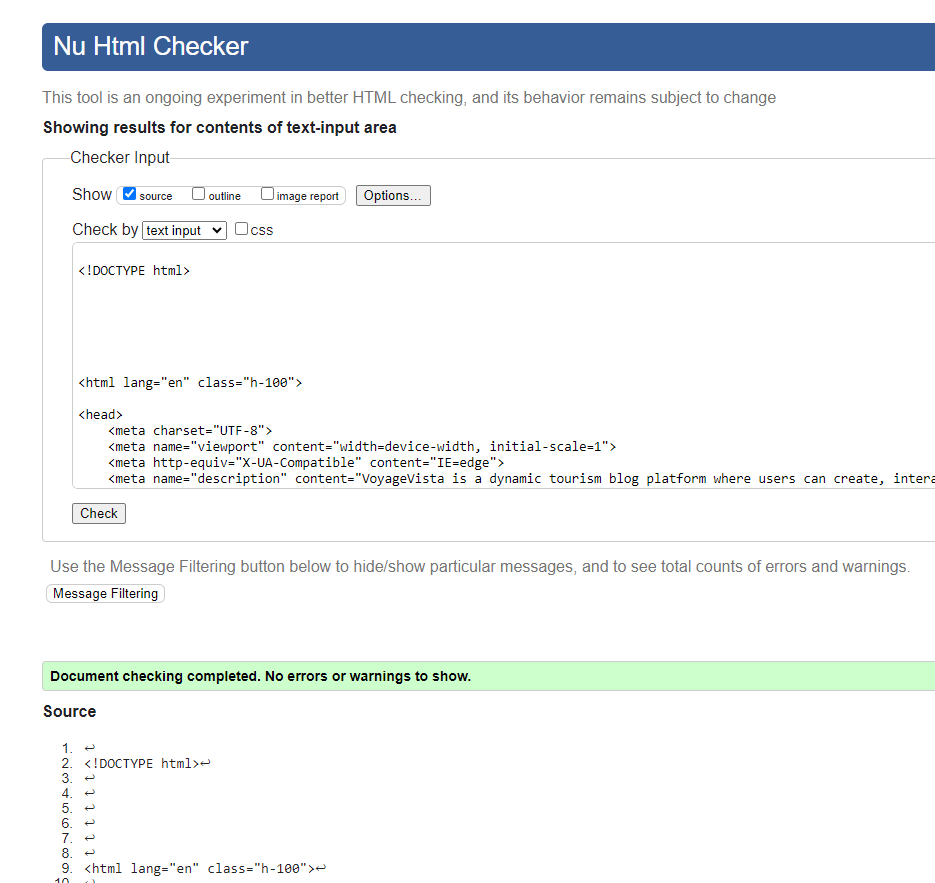 Nu Html Checker
This tool is an ongoing experiment in better HTML checking, and its behavior remains subject to change
Showing results for contents of text-input area
Checker Input
Show source outline image report Options...
Check by text input css
<!DOCTYPE html>
<html lang="en" class="h-100">
<head>
<meta charset="UTF-8">
<meta name="viewport" content="width=device-width, initial-scale=1">
<meta http-equiv="X-UA-Compatible" content="IE=edge">
<meta name="description" content="VoyageVista is a dynamic tourism blog platform where users can create, intera
Check
Use the Message Filtering button below to hide/show particular messages, and to see total counts of errors and warnings.
Message Filtering
Document checking completed. No errors or warnings to show.
Source
1. ↩
2. <!DOCTYPE html>↩
3. ↩
4. ↩
5. ↩
6. ↩
7. ↩
8. ↩
9. <html lang="en" class="h-100">↩
10. ↩